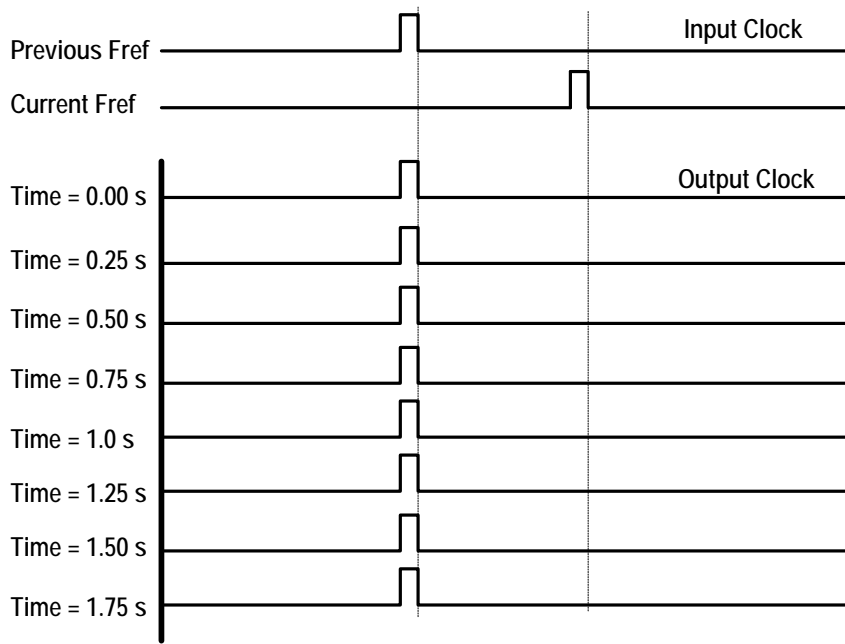 Input Clock
Previous Fref
Current Fref
Output Clock
Time = 0.00 s
Time = 0.25 s
Time = 0.50 s
Time = 0.75 s
Time = 1.0 s
Time = 1.25 s
Time = 1.50 s
Time = 1.75 s